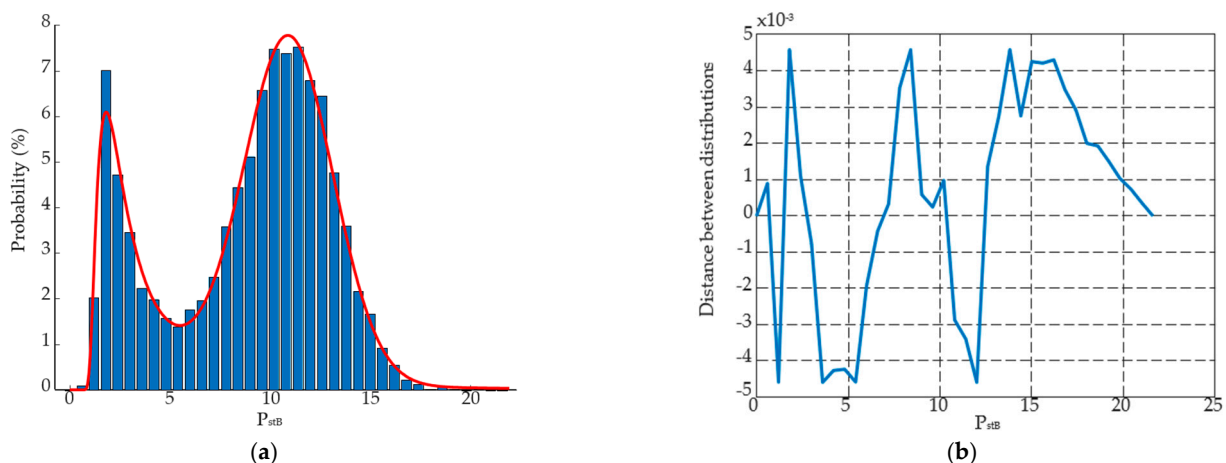 8
7
6
5
4
3
2
1
0
Probability (%)
0 5 10 15 20
PstB
(a)
x10-3
5
4
3
2
1
0
-1
-2
-3
-4
-5
Distance between distributions
0 5 10 15 20 25
PstB
(b)